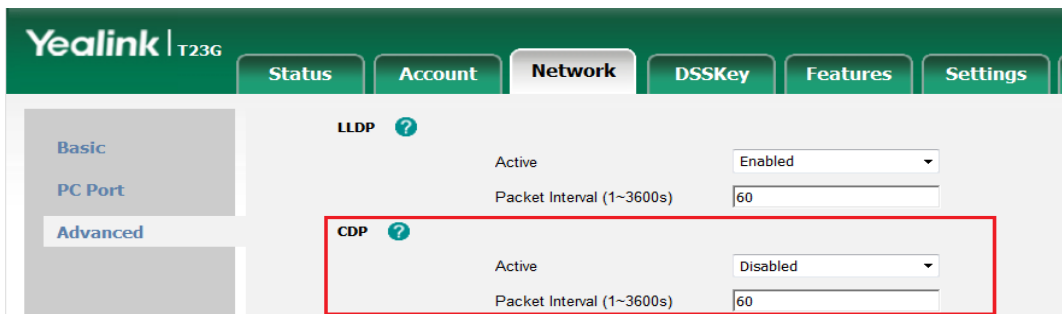 Yealink | T23G
Status Account Network DSSKey Features Settings
Basic
PC Port
Advanced
LLDP ?
Active Enabled
Packet Interval (1~3600s) 60
CDP ?
Active Disabled
Packet Interval (1~3600s) 60